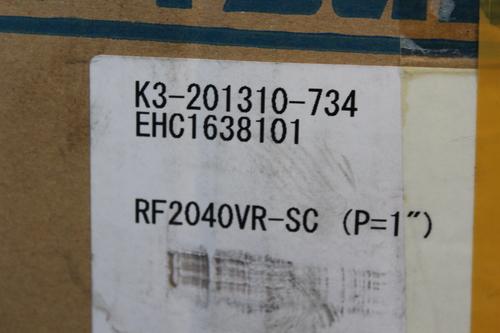 K3-201310-734
EHC1638101
RF2040VR-SC (P=1")